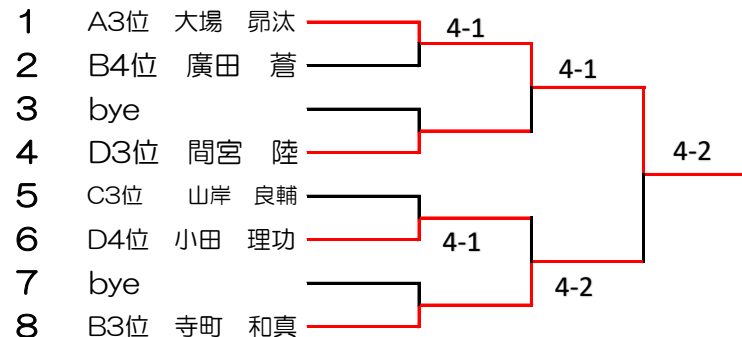 1 A3位 大場 昴汰
4-1
2 B4位 廣田 蒼
4-1
3 bye
4 D3位 間宮 陸
4-2
5 C3位 山岸 良輔
6 D4位 小田 理功
4-1
7 bye
4-2
8 B3位 寺町 和真